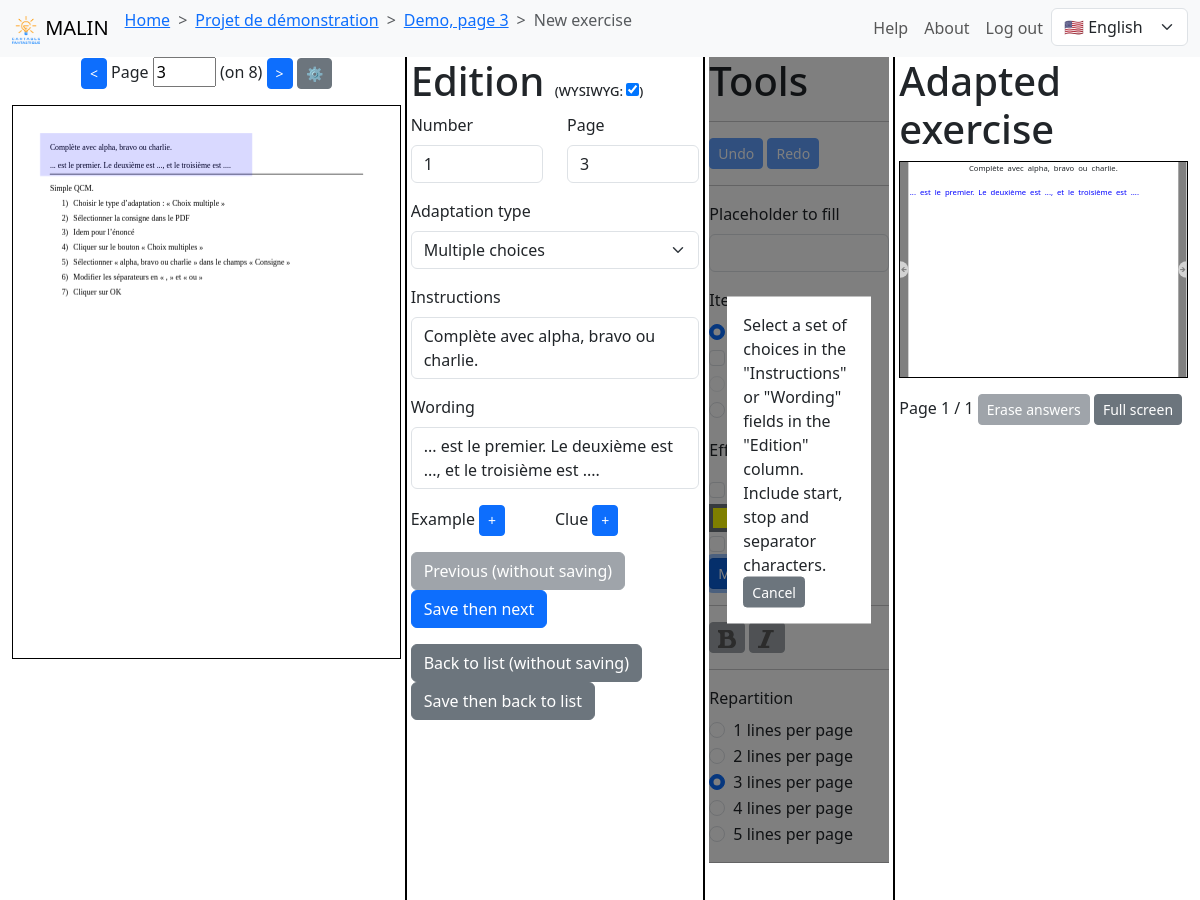 MALIN
Home > Projet de démonstration > Demo, page 3 > New exercise
Help About Log out 🇺🇸 English
< Page 3 (on 8) > ⚙️
Complète avec alpha, bravo ou charlie.
... est le premier. Le deuxième est ..., et le troisième est ....
Simple QCM.
1) Choisir le type d'adaptation : « Choix multiple »
2) Sélectionner la consigne dans le PDF
3) Idem pour l'énoncé
4) Cliquer sur le bouton « Choix multiples »
5) Sélectionner « alpha, bravo ou charlie » dans le champs « Consigne »
6) Modifier les séparateurs en « , » et « ou »
7) Cliquer sur OK
Edition (WYSIWYG: )
Number Page
1 3
Adaptation type
Multiple choices
Instructions
Complète avec alpha, bravo ou
charlie.
Wording
... est le premier. Le deuxième est
..., et le troisième est ....
Example + Clue +
Previous (without saving)
Save then next
Back to list (without saving)
Save then back to list
Tools
Undo Redo
Placeholder to fill
Ite
Select a set of
choices in the
"Instructions"
or "Wording"
fields in the
"Edition"
column.
Include start,
stop and
separator
characters.
Cancel
Eff
M
B I
Repartition
1 lines per page
2 lines per page
3 lines per page
4 lines per page
5 lines per page
Adapted
exercise
Complète avec alpha, bravo ou charlie.
... est le premier. Le deuxième est ..., et le troisième est ....
Page 1 / 1 Erase answers Full screen